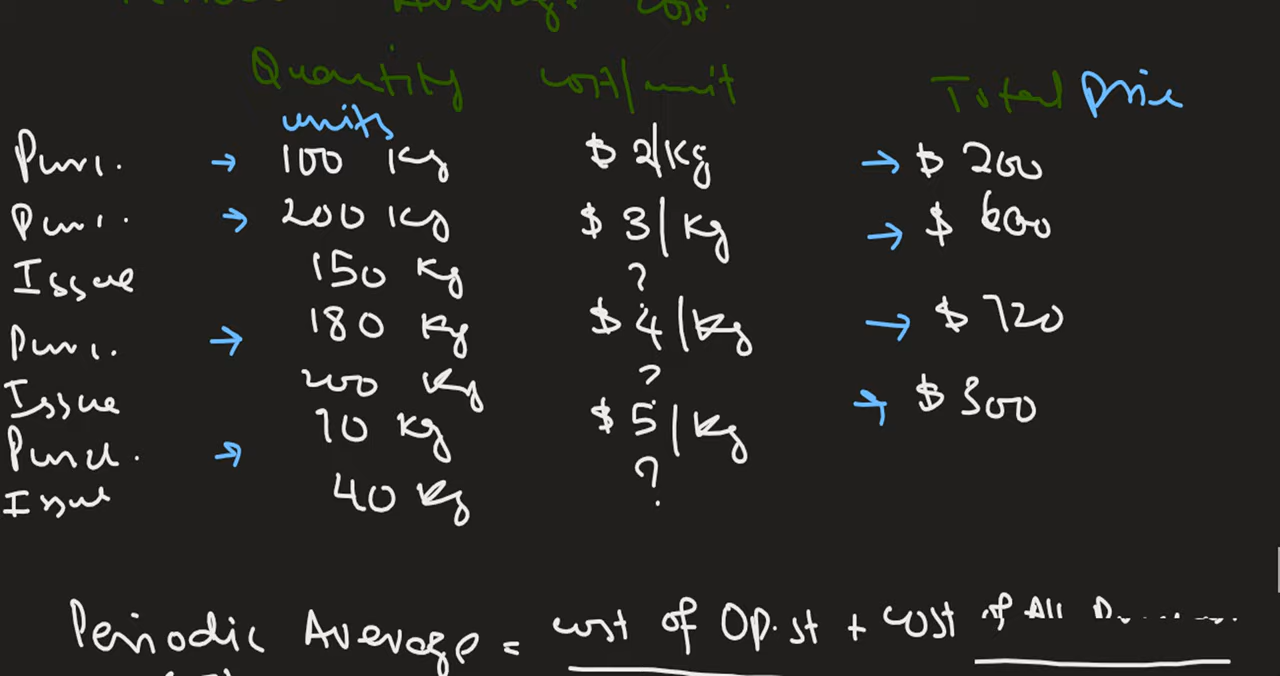 Average Cost.
Quantity cost/unit Total Price
units
Purc. → 100 Kg $ 2/Kg → $ 200
Purc. → 200 Kg $ 3/Kg → $ 600
Issue 150 Kg ?
Purc. → 180 Kg $ 4/Kg → $ 720
Issue 200 Kg ?
Purch. → 70 Kg $ 5/Kg → $ 300
Issue 40 Kg ?
Periodic Average = cost of Op.st + cost of All